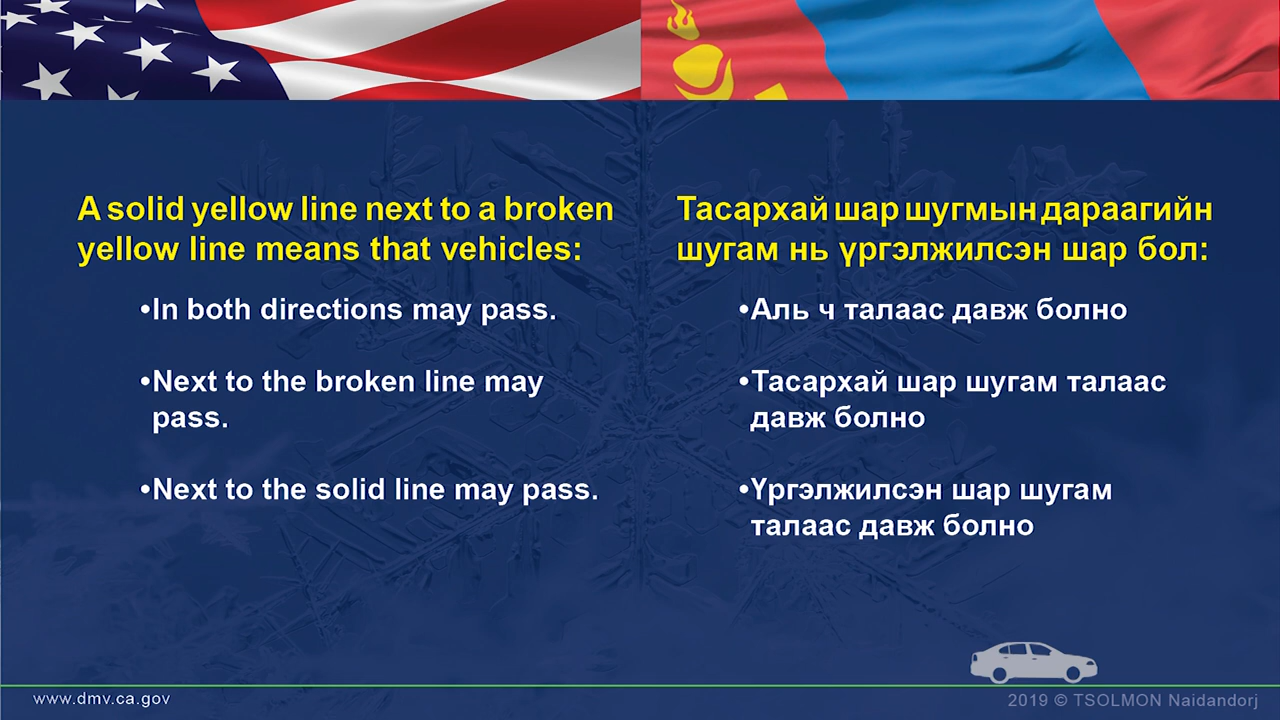 A solid yellow line next to a broken
yellow line means that vehicles:
•In both directions may pass.
•Next to the broken line may
pass.
•Next to the solid line may pass.
Тасархай шар шугмын дараагийн
шугам нь үргэлжилсэн шар бол:
•Аль ч талаас давж болно
•Тасархай шар шугам талаас
давж болно
•Үргэлжилсэн шар шугам
талаас давж болно
www.dmv.ca.gov
2019 © TSOLMON Naidandorj